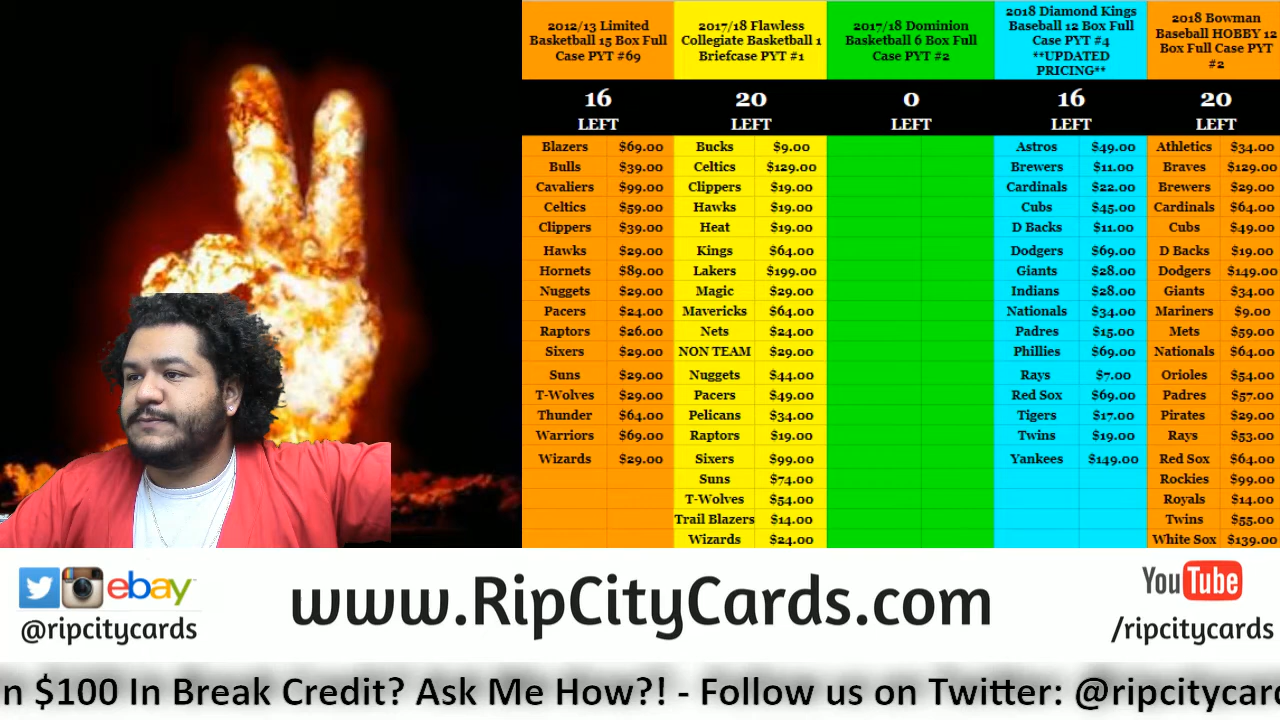 2012/13 Limited
Basketball 15 Box Full
Case PYT #69
16
LEFT
Blazers $69.00
Bulls $39.00
Cavaliers $99.00
Celtics $59.00
Clippers $39.00
Hawks $29.00
Hornets $89.00
Nuggets $29.00
Pacers $24.00
Raptors $26.00
Sixers $29.00
Suns $29.00
T-Wolves $29.00
Thunder $64.00
Warriors $69.00
Wizards $29.00
2017/18 Flawless
Collegiate Basketball 1
Briefcase PYT #1
20
LEFT
Bucks $9.00
Celtics $129.00
Clippers $19.00
Hawks $19.00
Heat $19.00
Kings $64.00
Lakers $199.00
Magic $29.00
Mavericks $64.00
Nets $24.00
NON TEAM $29.00
Nuggets $44.00
Pacers $49.00
Pelicans $34.00
Raptors $19.00
Sixers $99.00
Suns $74.00
T-Wolves $54.00
Trail Blazers $14.00
Wizards $24.00
2017/18 Dominion
Basketball 6 Box Full
Case PYT #2
0
LEFT
2018 Diamond Kings
Baseball 12 Box Full
Case PYT #4
**UPDATED
PRICING**
16
LEFT
Astros $49.00
Brewers $11.00
Cardinals $22.00
Cubs $45.00
D Backs $11.00
Dodgers $69.00
Giants $28.00
Indians $28.00
Nationals $34.00
Padres $15.00
Phillies $69.00
Rays $7.00
Red Sox $69.00
Tigers $17.00
Twins $19.00
Yankees $149.00
2018 Bowman
Baseball HOBBY 12
Box Full Case PYT
#2
20
LEFT
Athletics $34.00
Braves $129.00
Brewers $29.00
Cardinals $64.00
Cubs $49.00
D Backs $19.00
Dodgers $149.00
Giants $34.00
Mariners $9.00
Mets $59.00
Nationals $64.00
Orioles $54.00
Padres $57.00
Pirates $29.00
Rays $53.00
Red Sox $64.00
Rockies $99.00
Royals $14.00
Twins $55.00
White Sox $139.00
ebay
@ripcitycards
www.RipCityCards.com
YouTube
/ripcitycards
n $100 In Break Credit? Ask Me How?! - Follow us on Twitter: @ripcitycard